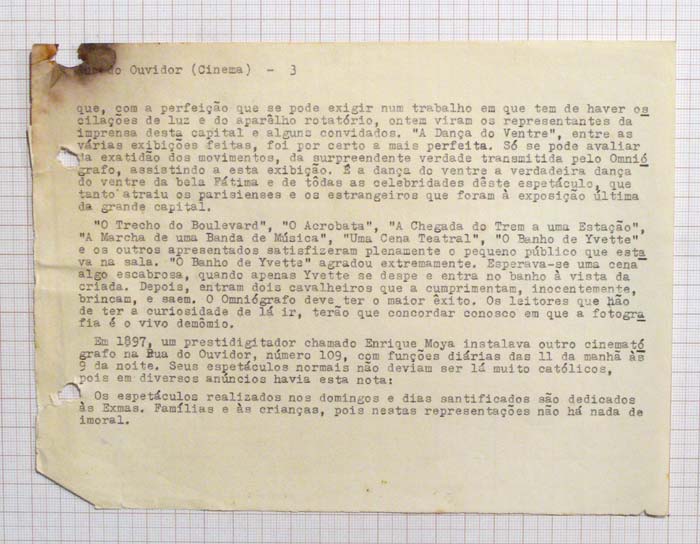 do Ouvidor (Cinema) - 3
que, com a perfeição que se pode exigir num trabalho em que tem de haver os
cilações de luz e do aparêlho rotatório, ontem viram os representantes da
imprensa desta capital e alguns convidados. "A Dança do Ventre", entre as
várias exibições feitas, foi por certo a mais perfeita. Só se pode avaliar
da exatidão dos movimentos, da surpreendente verdade transmitida pelo Omnió
grafo, assistindo a esta exibição. É a dança do ventre a verdadeira dança
do ventre da bela Fátima e de tôdas as celebridades dêste espetáculo, que
tanto atraiu os parisienses e os estrangeiros que foram à exposição última
da grande capital.
"O Trecho do Boulevard", "O Acrobata", "A Chegada do Trem a uma Estação",
"A Marcha de uma Banda de Música", "Uma Cena Teatral", "O Banho de Yvette"
e os outros apresentados satisfizeram plenamente o pequeno público que esta
va na sala. "O Banho de Yvette" agradou extremamente. Esperava-se uma cena
algo escabrosa, quando apenas Yvette se despe e entra no banho à vista da
criada. Depois, entram dois cavalheiros que a cumprimentam, inocentemente,
brincam, e saem. O Omniógrafo deve ter o maior êxito. Os leitores que hão
de ter a curiosidade de lá ir, terão que concordar conosco em que a fotogra
fia é o vivo demômio.
Em 1897, um prestidigitador chamado Enrique Moya instalava outro cinemató
grafo na Rua do Ouvidor, número 109, com funções diárias das 11 da manhã às
9 da noite. Seus espetáculos normais não deviam ser lá muito católicos,
pois em diversos anúncios havia esta nota:
Os espetáculos realizados nos domingos e dias santificados são dedicados
às Exmas. Famílias e às crianças, pois nestas representações não há nada de
imoral.